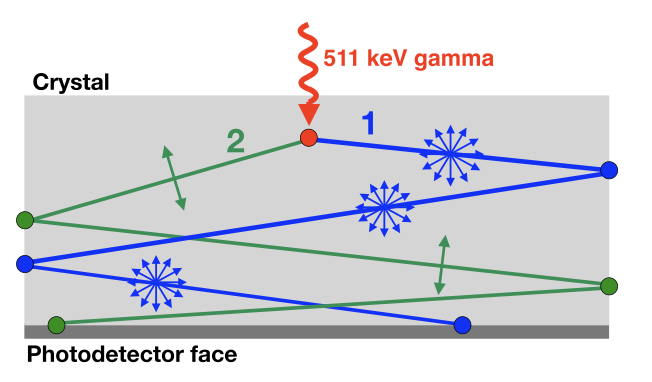 511 keV gamma
Crystal
1
2
Photodetector face